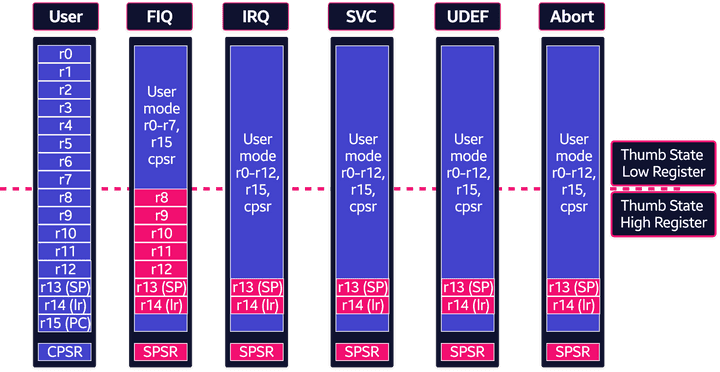 User
FIQ
IRQ
SVC
UDEF
Abort
r0
r1
r2
r3
r4
r5
r6
r7
r8
r9
r10
r11
r12
r13 (SP)
r14 (lr)
r15 (PC)
CPSR
User
mode
r0-r7,
r15
cpsr
r8
r9
r10
r11
r12
r13 (SP)
r14 (lr)
SPSR
User
mode
r0-r12,
r15,
cpsr
r13 (SP)
r14 (lr)
SPSR
User
mode
r0-r12,
r15,
cpsr
r13 (SP)
r14 (lr)
SPSR
User
mode
r0-r12,
r15,
cpsr
r13 (SP)
r14 (lr)
SPSR
User
mode
r0-r12,
r15,
cpsr
r13 (SP)
r14 (lr)
SPSR
Thumb State
Low Register
Thumb State
High Register